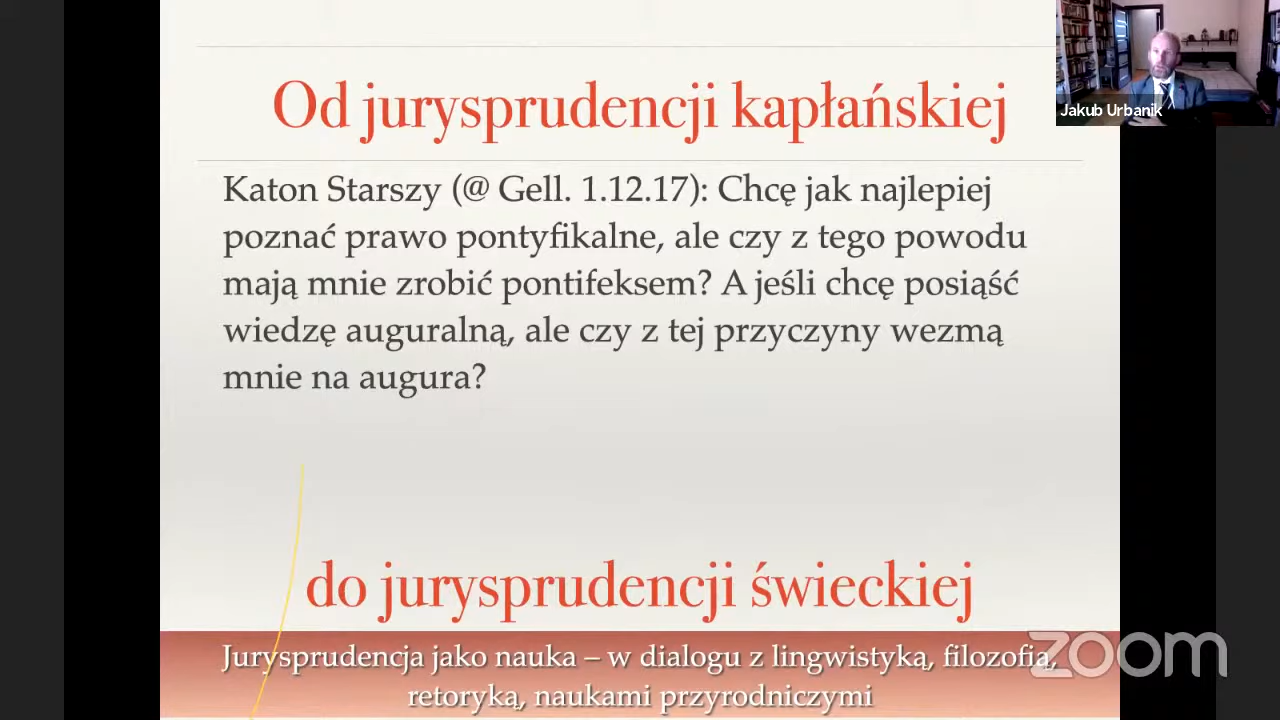 Od jurysprudencji kapłańskiej
Jakub Urbanik
Katon Starszy (@ Gell. 1.12.17): Chcę jak najlepiej
poznać prawo pontyfikalne, ale czy z tego powodu
mają mnie zrobić pontifeksem? A jeśli chcę posiąść
wiedzę auguralną, ale czy z tej przyczyny wezmą
mnie na augura?
do jurysprudencji świeckiej
Jurysprudencja jako nauka – w dialogu z lingwistyką, filozofią,
retoryką, naukami przyrodniczymi
zoom